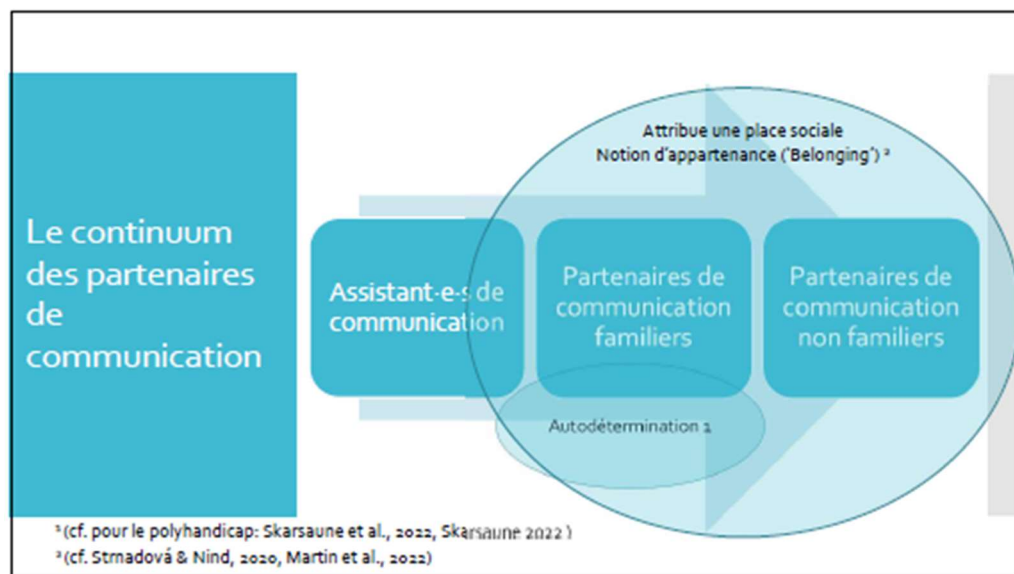 Le continuum
des partenaires
de
communication
Attribue une place sociale
Notion d'appartenance ('Belonging') ²
Assistant·e·s de
communication
Partenaires de
communication
familiers
Partenaires de
communication
non familiers
Autodétermination 1
¹ (cf. pour le polyhandicap: Skarsaune et al., 2022, Skarsaune 2022 )
² (cf. Strnadová & Nind, 2020, Martin et al., 2022)